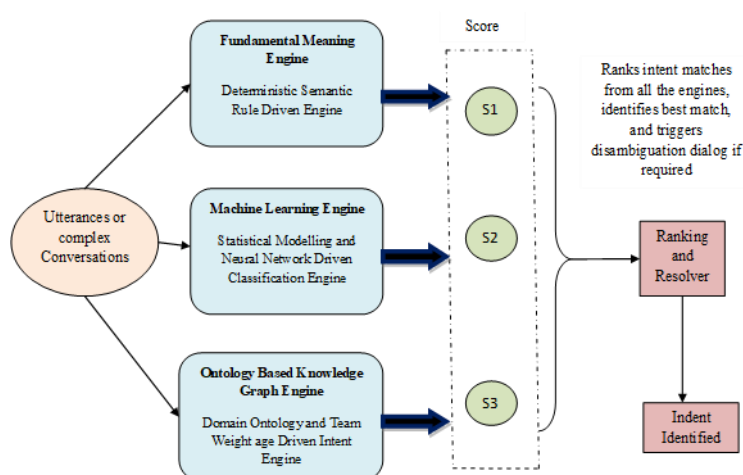 Score
Fundamental Meaning
Engine
Deterministic Semantic
Rule Driven Engine
S1
Ranks intent matches
from all the engines,
identifies best match,
and triggers
disambiguation dialog if
required
Utterances or
complex
Conversations
Machine Learning Engine
Statistical Modelling and
Neural Network Driven
Classification Engine
S2
Ranking
and
Resolver
Ontology Based Knowledge
Graph Engine
Domain Ontology and Team
Weight age Driven Intent
Engine
S3
Indent
Identified